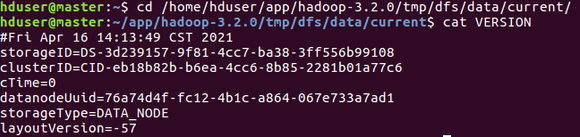 hduser@master:~$ cd /home/hduser/app/hadoop-3.2.0/tmp/dfs/data/current/
hduser@master:~/app/hadoop-3.2.0/tmp/dfs/data/current$ cat VERSION
#Fri Apr 16 14:13:49 CST 2021
storageID=DS-3d239157-9f81-4cc7-ba38-3ff556b99108
clusterID=CID-eb18b82b-b6ea-4cc6-8b85-2281b01a77c6
cTime=0
datanodeUuid=76a74d4f-fc12-4b1c-a864-067e733a7ad1
storageType=DATA_NODE
layoutVersion=-57